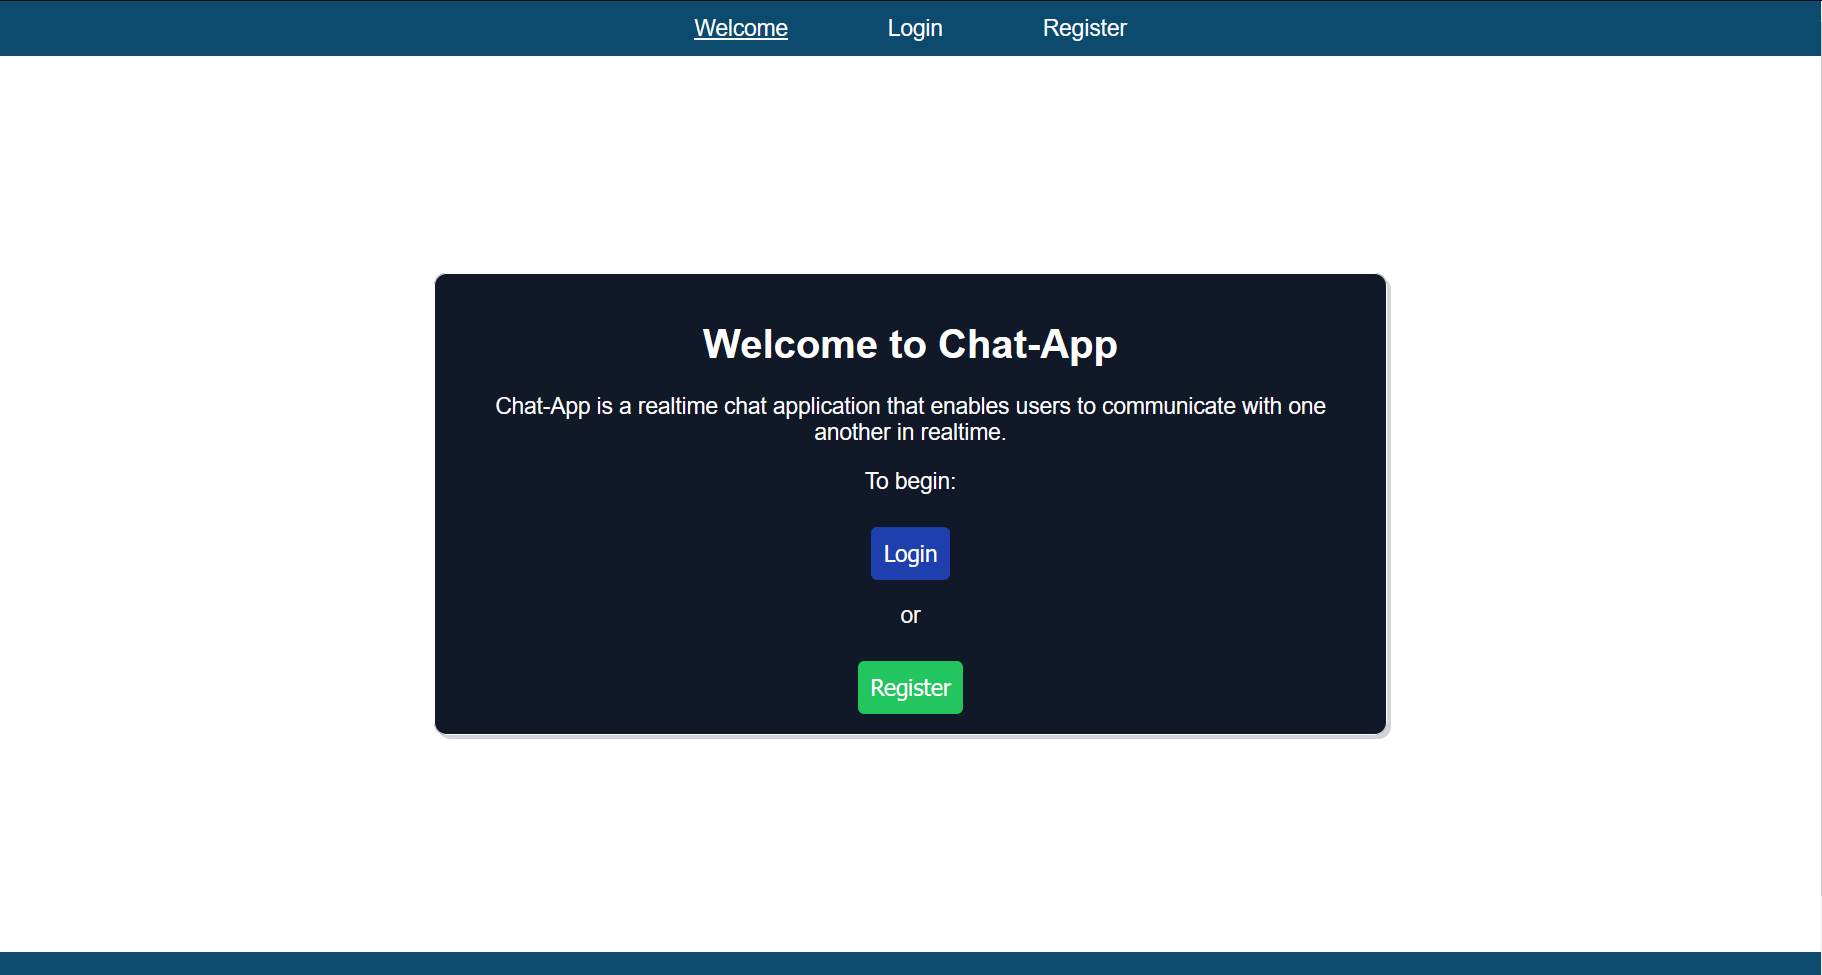 Welcome Login Register
Welcome to Chat-App
Chat-App is a realtime chat application that enables users to communicate with one
another in realtime.
To begin:
Login
or
Register